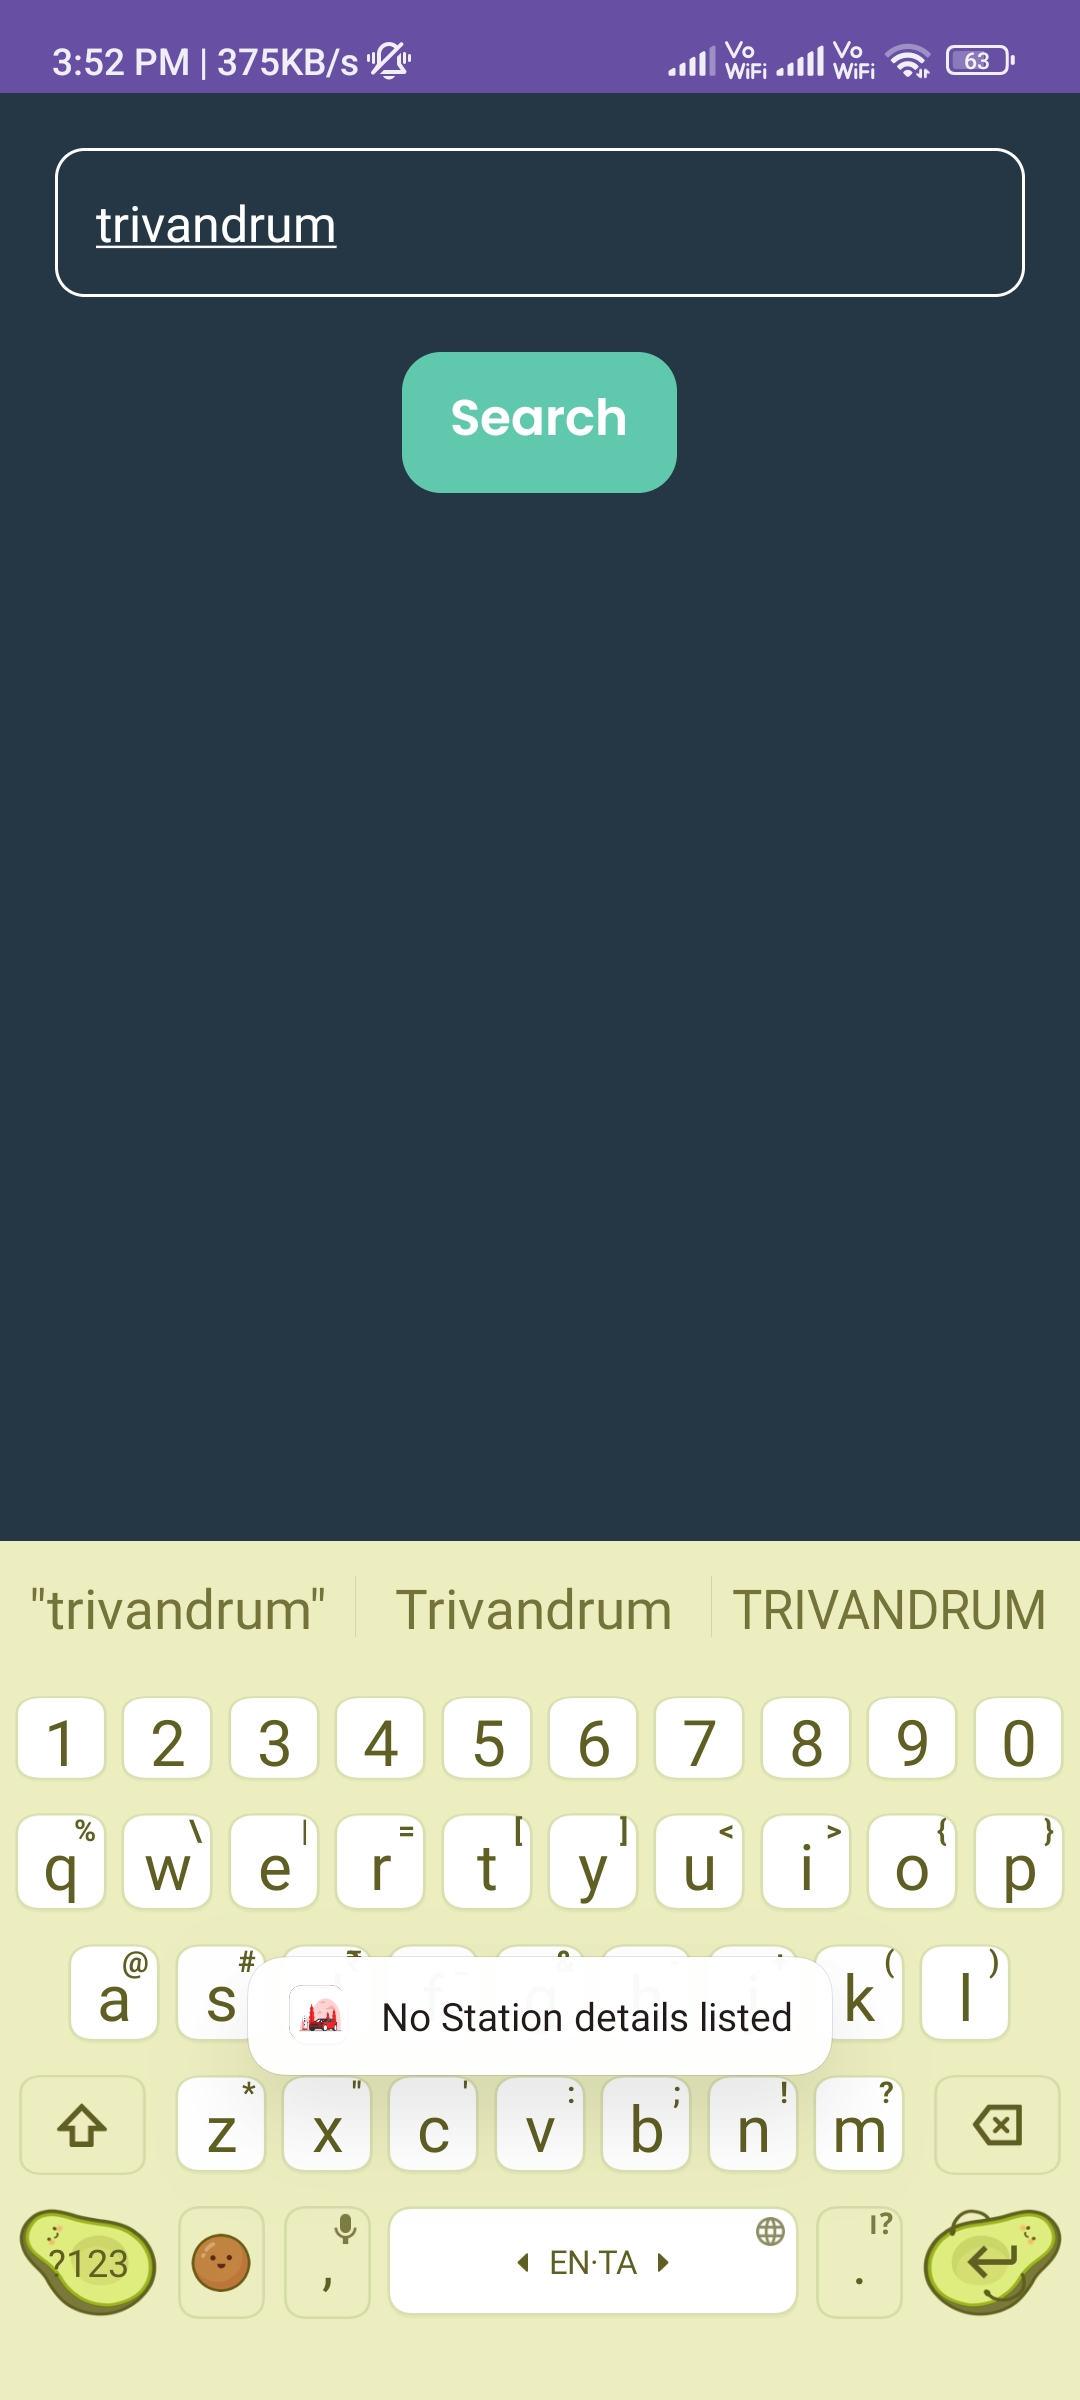 3:52 PM | 375KB/s
Vo WiFi Vo WiFi 63
trivandrum
Search
"trivandrum" Trivandrum TRIVANDRUM
1 2 3 4 5 6 7 8 9 0
% \ | = [ ] < > { }
q w e r t y u i o p
@ # ₹ & ( )
a s k l
No Station details listed
* " ' : ; ! ?
z x c v b n m
!?
?123 , EN·TA .